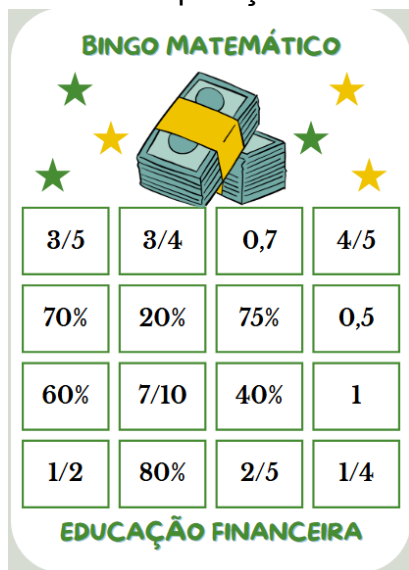 BINGO MATEMÁTICO
3/5 3/4 0,7 4/5
70% 20% 75% 0,5
60% 7/10 40% 1
1/2 80% 2/5 1/4
EDUCAÇÃO FINANCEIRA